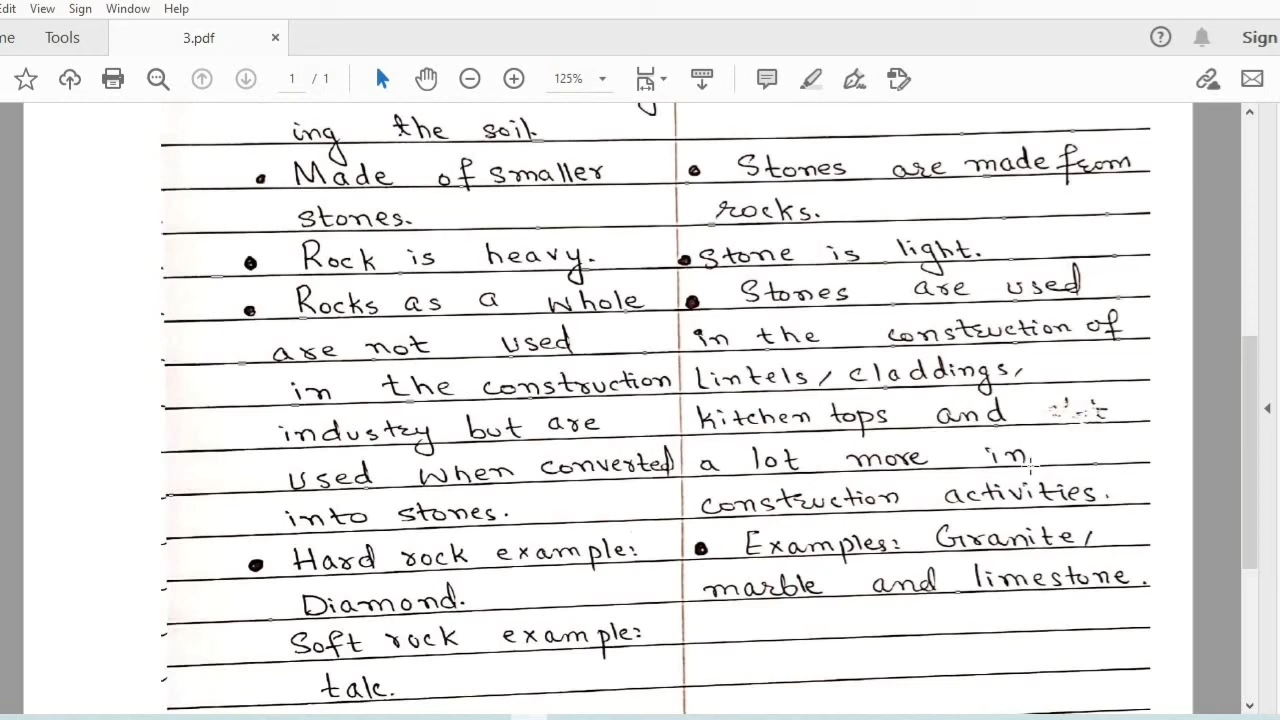 Edit View Sign Window Help
me Tools 3.pdf × Sign
1 / 1 125%
ing the soil.
• Made of smaller
stones.
• Rock is heavy.
• Rocks as a whole
are not used
in the construction
industry but are
used when converted
into stones.
• Hard rock example:
Diamond.
Soft rock example:
talc.
• Stones are made from
rocks.
• Stone is light.
• Stones are used
in the construction of
Lintels, claddings,
kitchen tops and
a lot more in
construction activities.
• Examples: Granite,
marble and limestone.